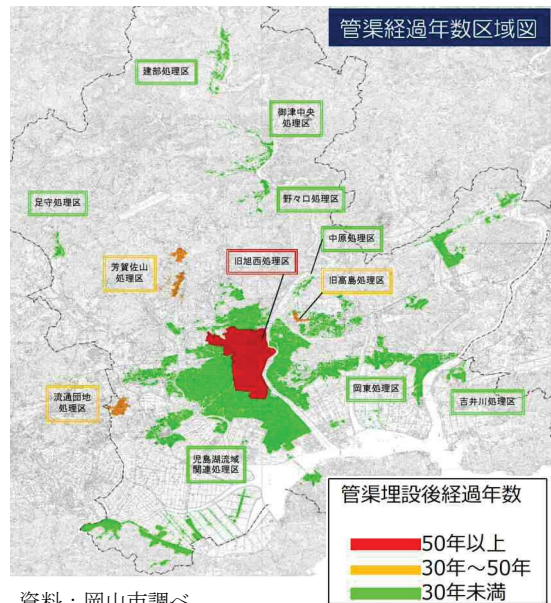 管渠経過年数区域図
建部処理区
御津中央
処理区
野々口処理区
足守処理区
中原処理区
芳賀佐山
処理区
旧旭西処理区
旧高島処理区
流通団地
処理区
岡東処理区
吉井川処理区
児島湖流域
関連処理区
管渠埋設後経過年数
50年以上
30年～50年
30年未満
資料：岡山市調べ